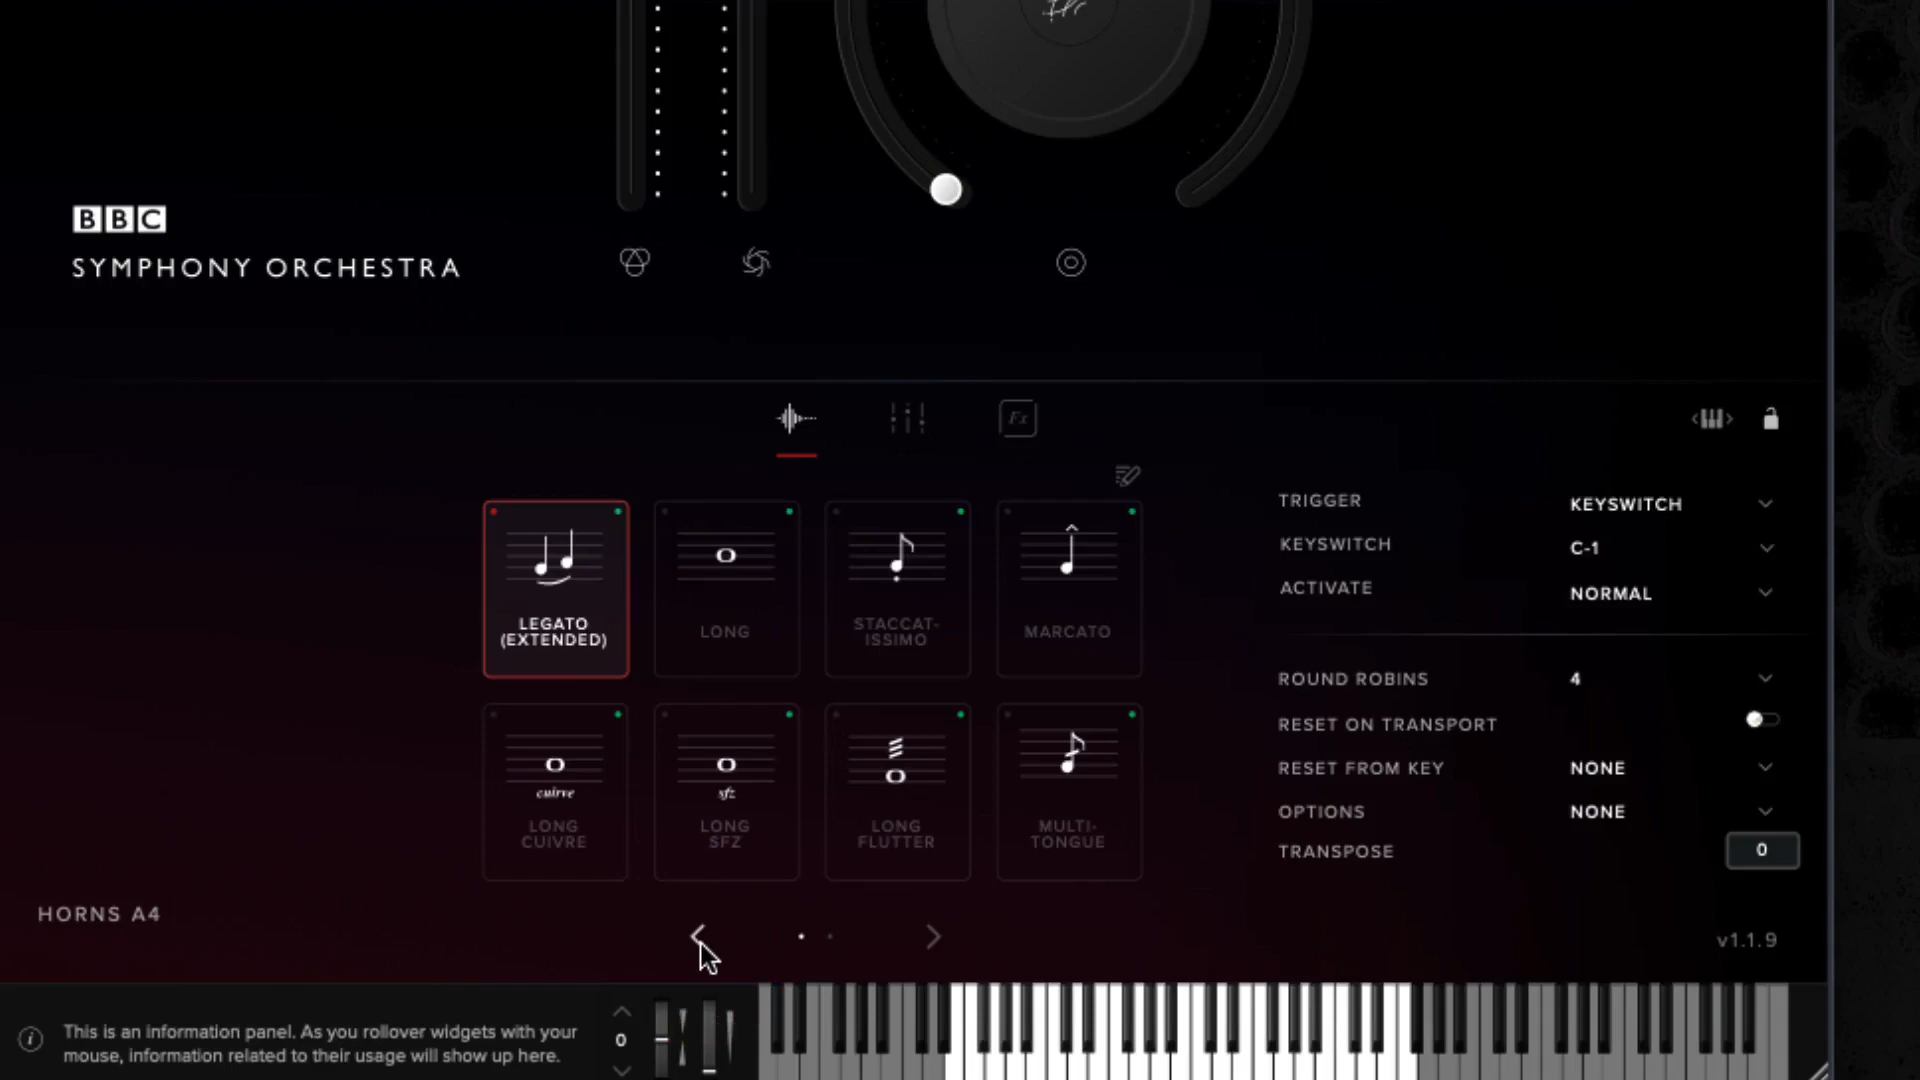 BBC
SYMPHONY ORCHESTRA
Fx
TRIGGER KEYSWITCH
KEYSWITCH C-1
ACTIVATE NORMAL
LEGATO
(EXTENDED)
LONG
STACCAT-
ISSIMO
MARCATO
ROUND ROBINS 4
RESET ON TRANSPORT
RESET FROM KEY NONE
OPTIONS NONE
TRANSPOSE 0
cuivre
LONG
CUIVRE
sfz
LONG
SFZ
LONG
FLUTTER
MULTI-
TONGUE
HORNS A4
v1.1.9
This is an information panel. As you rollover widgets with your
mouse, information related to their usage will show up here.
0